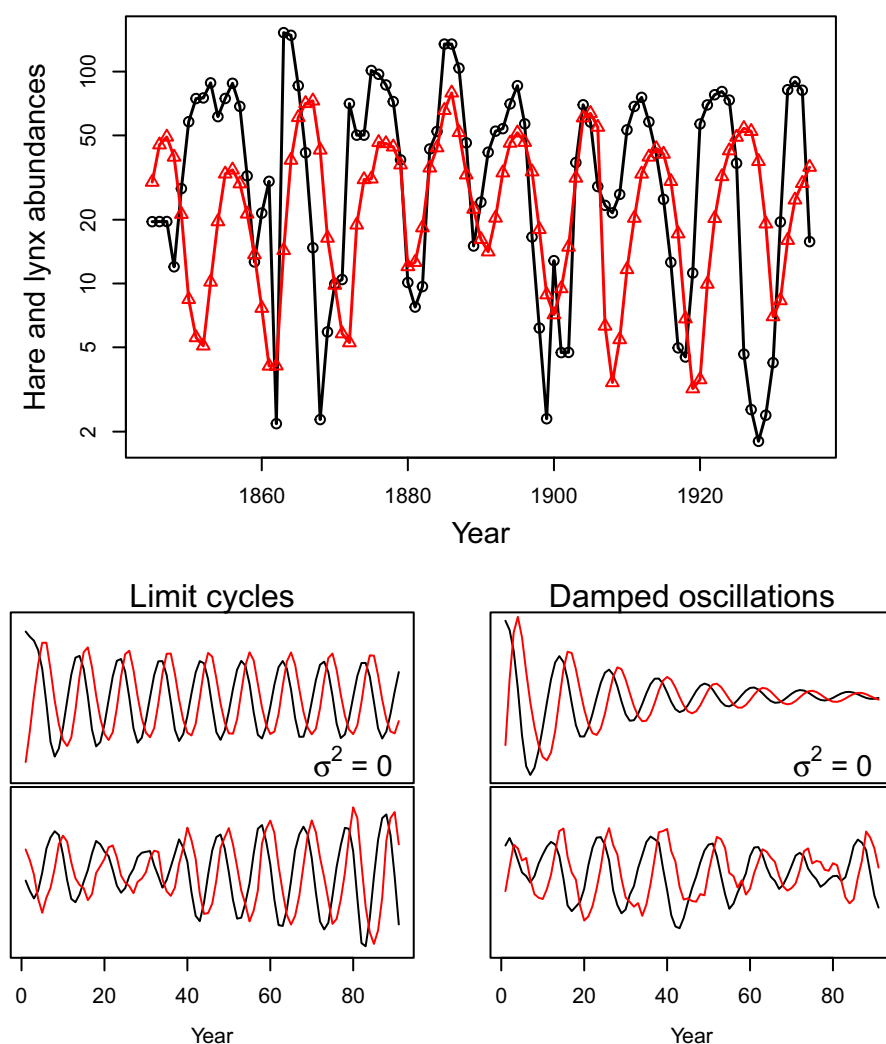 Hare and lynx abundances
100
50
20
10
5
2
1860 1880 1900 1920
Year
Limit cycles
σ² = 0
0 20 40 60 80
Year
Damped oscillations
σ² = 0
0 20 40 60 80
Year